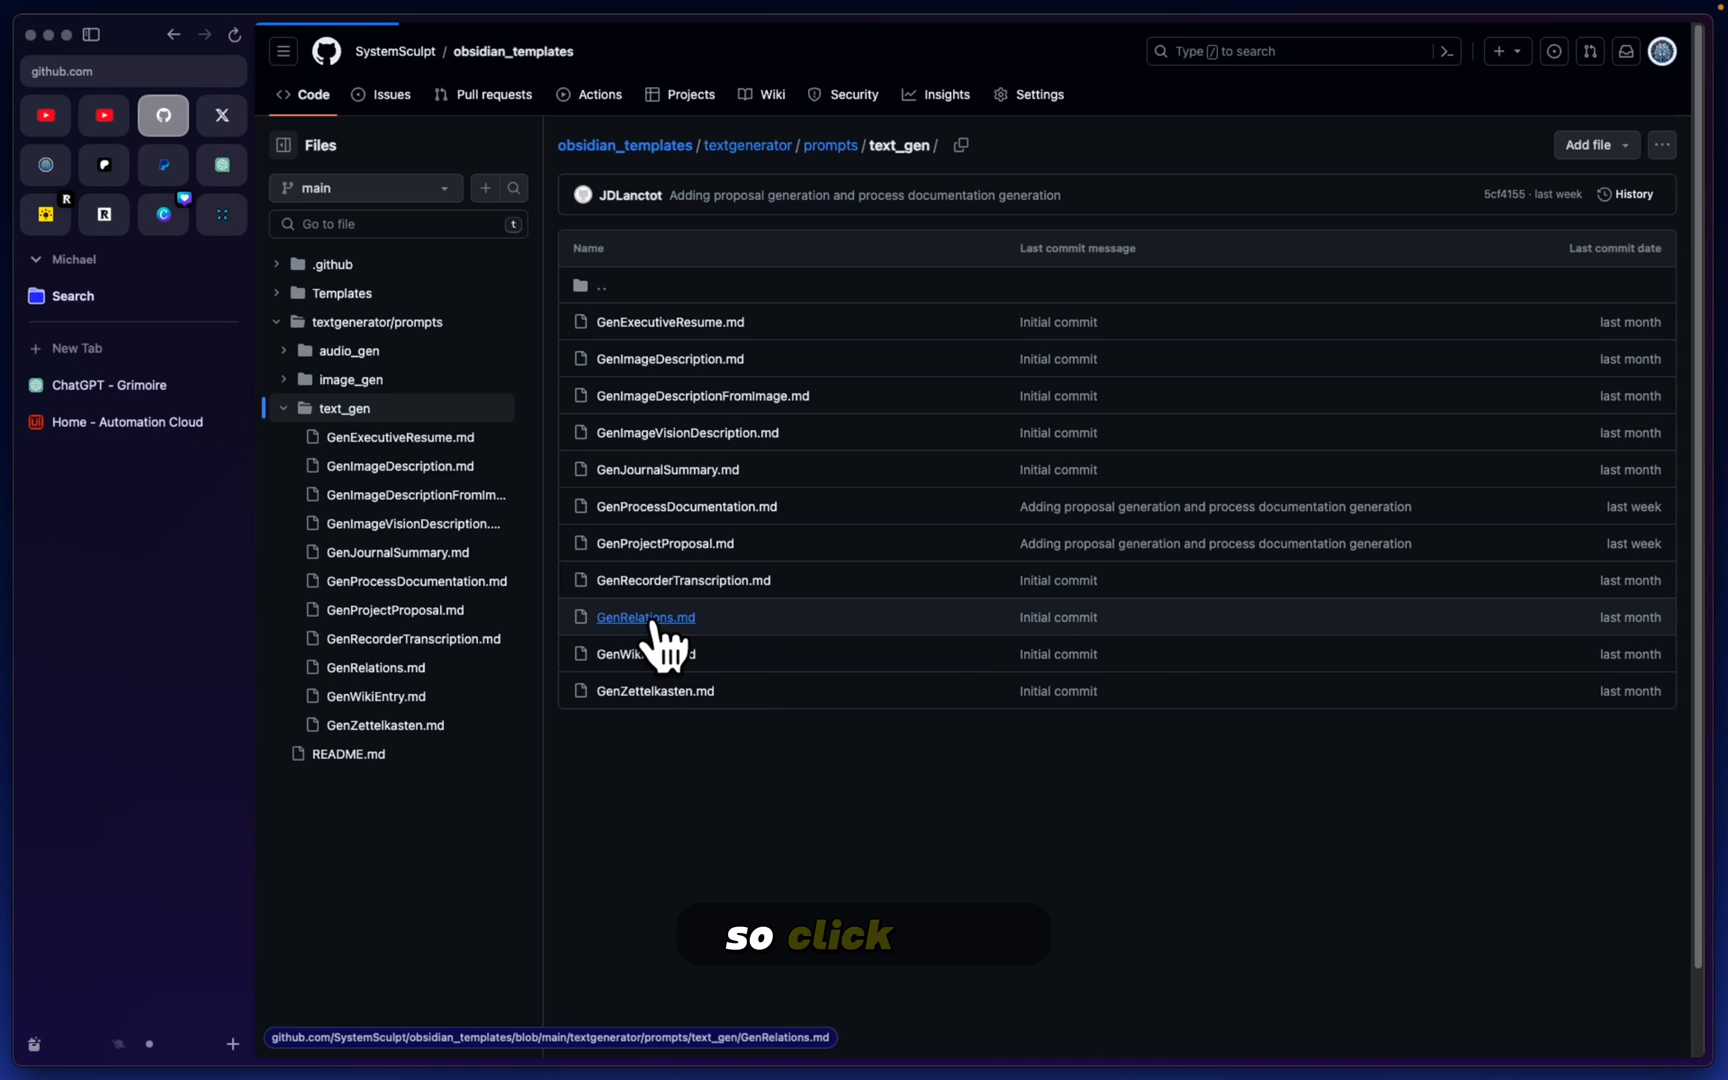 github.com
Michael
Search
New Tab
ChatGPT - Grimoire
Home - Automation Cloud
SystemSculpt / obsidian_templates
Type / to search
Code
Issues
Pull requests
Actions
Projects
Wiki
Security
Insights
Settings
Files
main
Go to file
t
.github
Templates
textgenerator/prompts
audio_gen
image_gen
text_gen
GenExecutiveResume.md
GenImageDescription.md
GenImageDescriptionFromIm...
GenImageVisionDescription....
GenJournalSummary.md
GenProcessDocumentation.md
GenProjectProposal.md
GenRecorderTranscription.md
GenRelations.md
GenWikiEntry.md
GenZettelkasten.md
README.md
obsidian_templates / textgenerator / prompts / text_gen /
Add file
JDLanctot Adding proposal generation and process documentation generation 5cf4155 · last week History
Name Last commit message Last commit date
..
GenExecutiveResume.md Initial commit last month
GenImageDescription.md Initial commit last month
GenImageDescriptionFromImage.md Initial commit last month
GenImageVisionDescription.md Initial commit last month
GenJournalSummary.md Initial commit last month
GenProcessDocumentation.md Adding proposal generation and process documentation generation last week
GenProjectProposal.md Adding proposal generation and process documentation generation last week
GenRecorderTranscription.md Initial commit last month
GenRelations.md Initial commit last month
Initial commit last month
GenZettelkasten.md Initial commit last month
so click
github.com/SystemSculpt/obsidian_templates/blob/main/textgenerator/prompts/text_gen/GenRelations.md